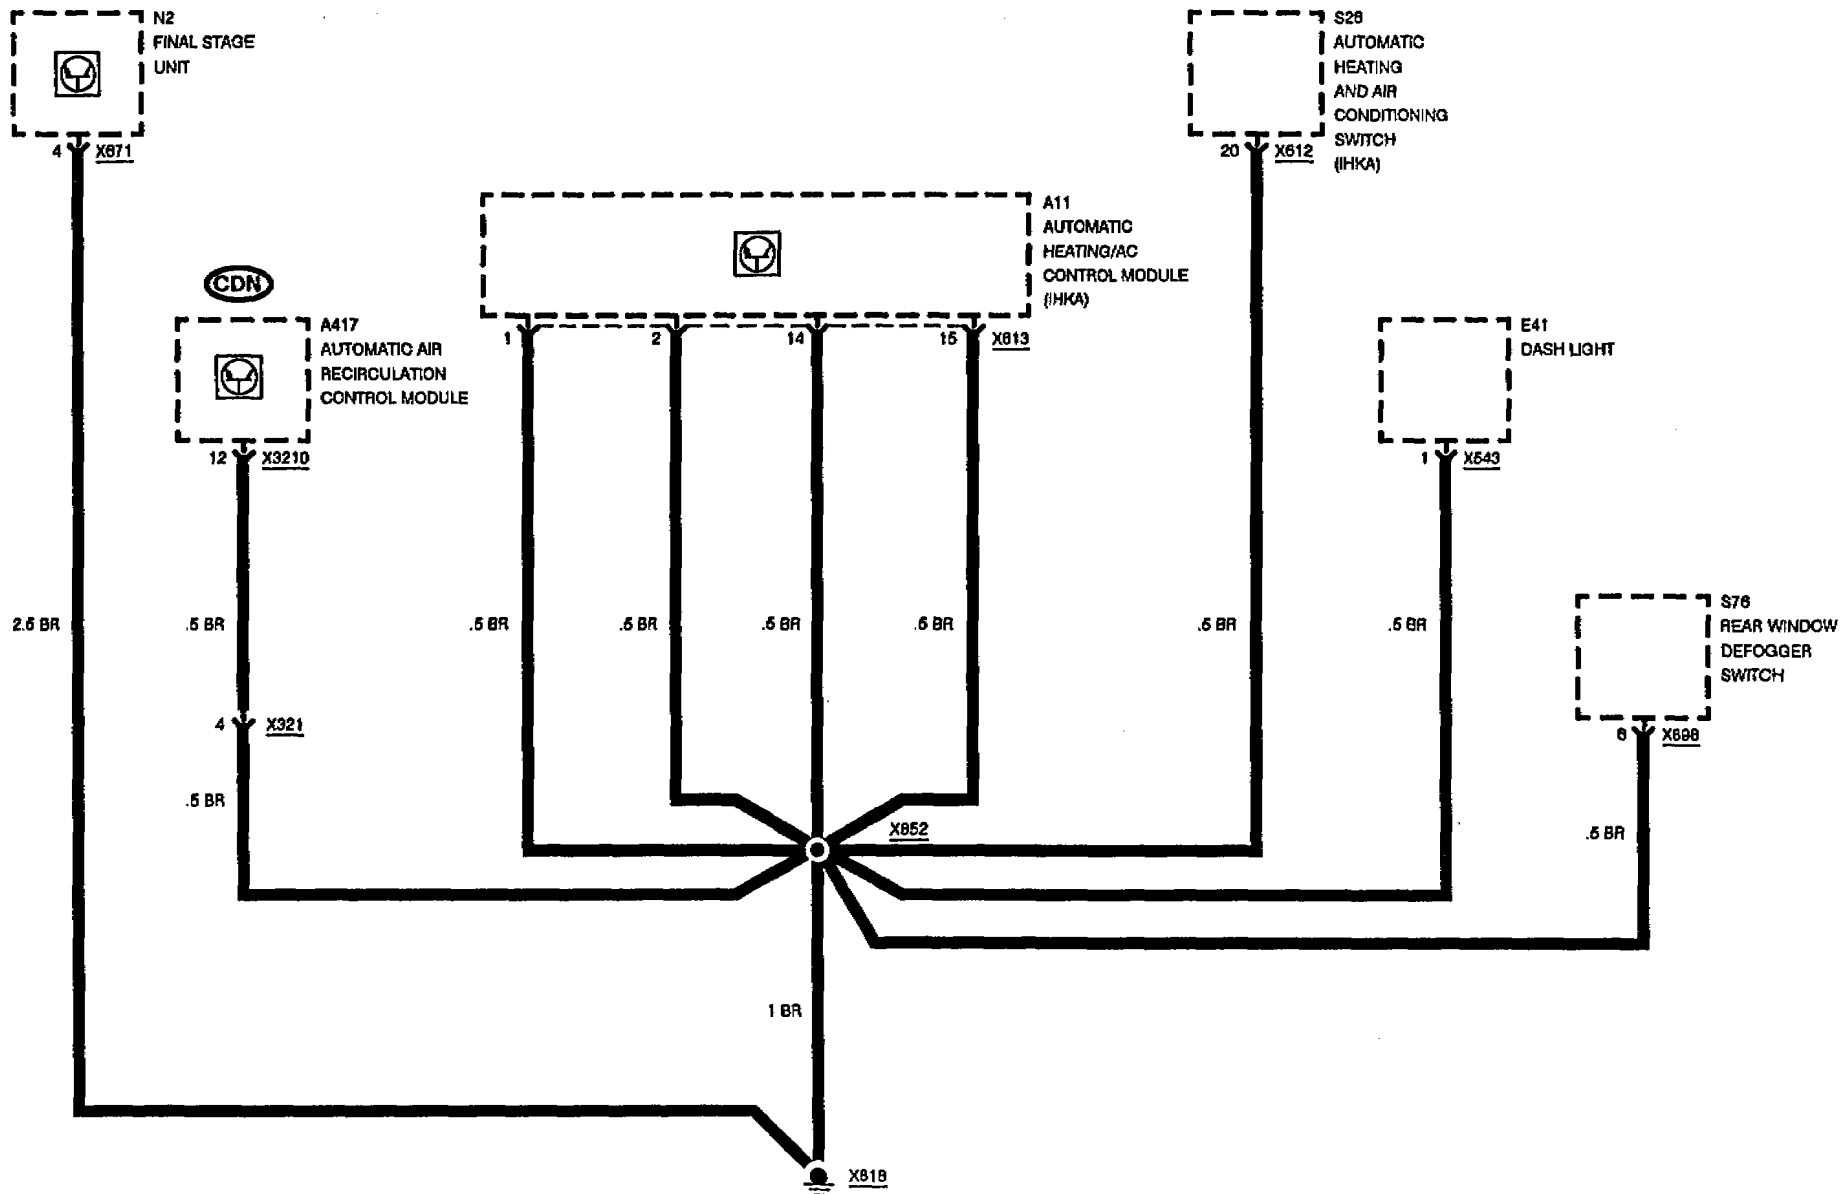 N2
FINAL STAGE
UNIT
4 X671
S28
AUTOMATIC
HEATING
AND AIR
CONDITIONING
SWITCH
(IHKA)
20 X612
A11
AUTOMATIC
HEATING/AC
CONTROL MODULE
(IHKA)
1 2 14 15 X613
CDN
A417
AUTOMATIC AIR
RECIRCULATION
CONTROL MODULE
12 X3210
E41
DASH LIGHT
1 X543
S76
REAR WINDOW
DEFOGGER
SWITCH
6 X698
2.5 BR
.5 BR
.5 BR
.5 BR
.5 BR
.5 BR
.5 BR
.5 BR
4 X321
.5 BR
X852
.5 BR
1 BR
X818